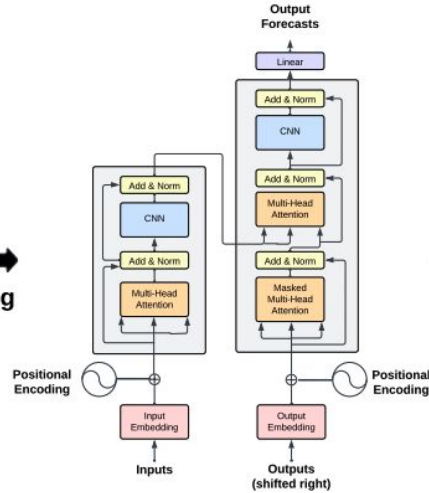 Output
Forecasts
Linear
Add & Norm
CNN
Add & Norm
Multi-Head
Attention
Add & Norm
Masked
Multi-Head
Attention
Add & Norm
CNN
Add & Norm
Multi-Head
Attention
g
Positional
Encoding
Positional
Encoding
Input
Embedding
Output
Embedding
Inputs
Outputs
(shifted right)